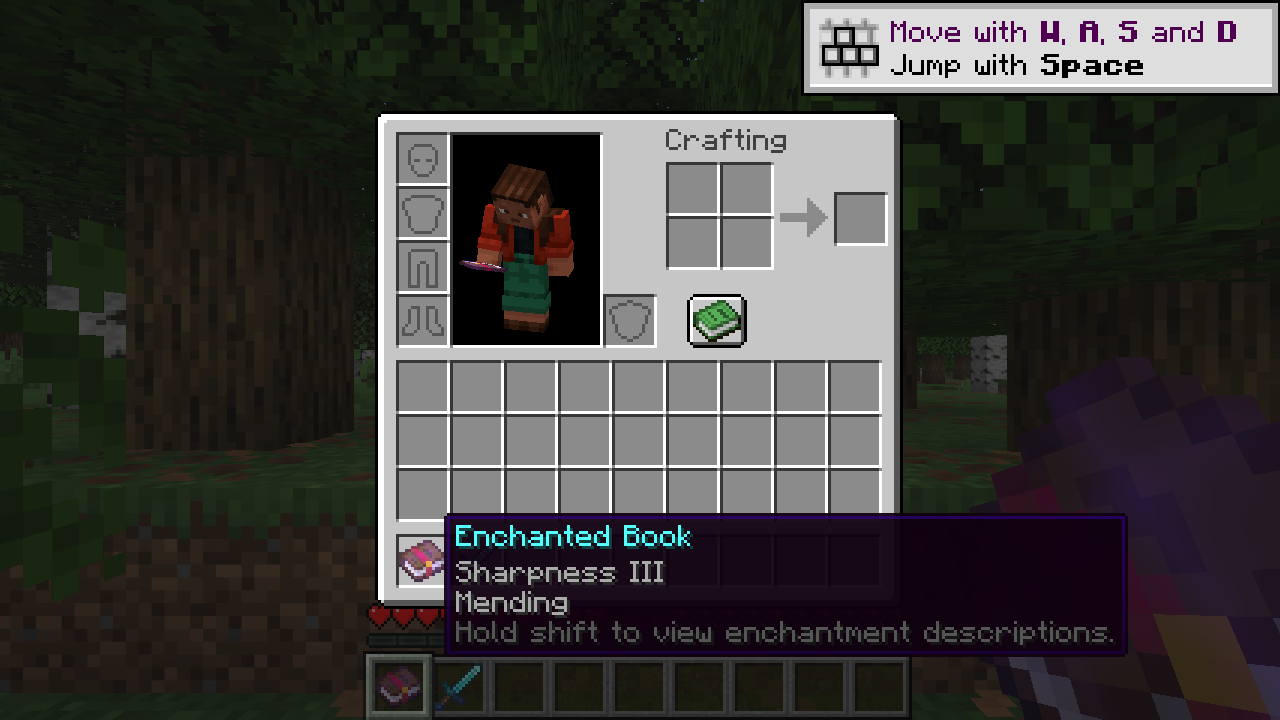 Move with W, A, S and D
Jump with Space
Crafting
Enchanted Book
Sharpness III
Mending
Hold shift to view enchantment descriptions.